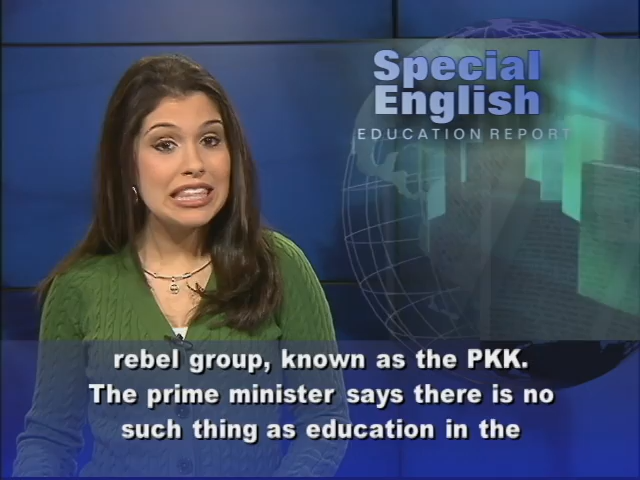 Special
English
EDUCATION REPORT
rebel group, known as the PKK.
The prime minister says there is no
such thing as education in the